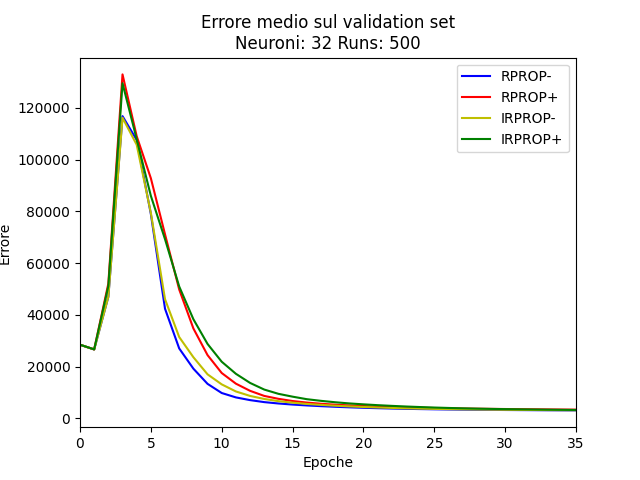 Errore medio sul validation set
Neuroni: 32 Runs: 500
RPROP-
RPROP+
IRPROP-
IRPROP+
Errore
120000
100000
80000
60000
40000
20000
0
0 5 10 15 20 25 30 35
Epoche